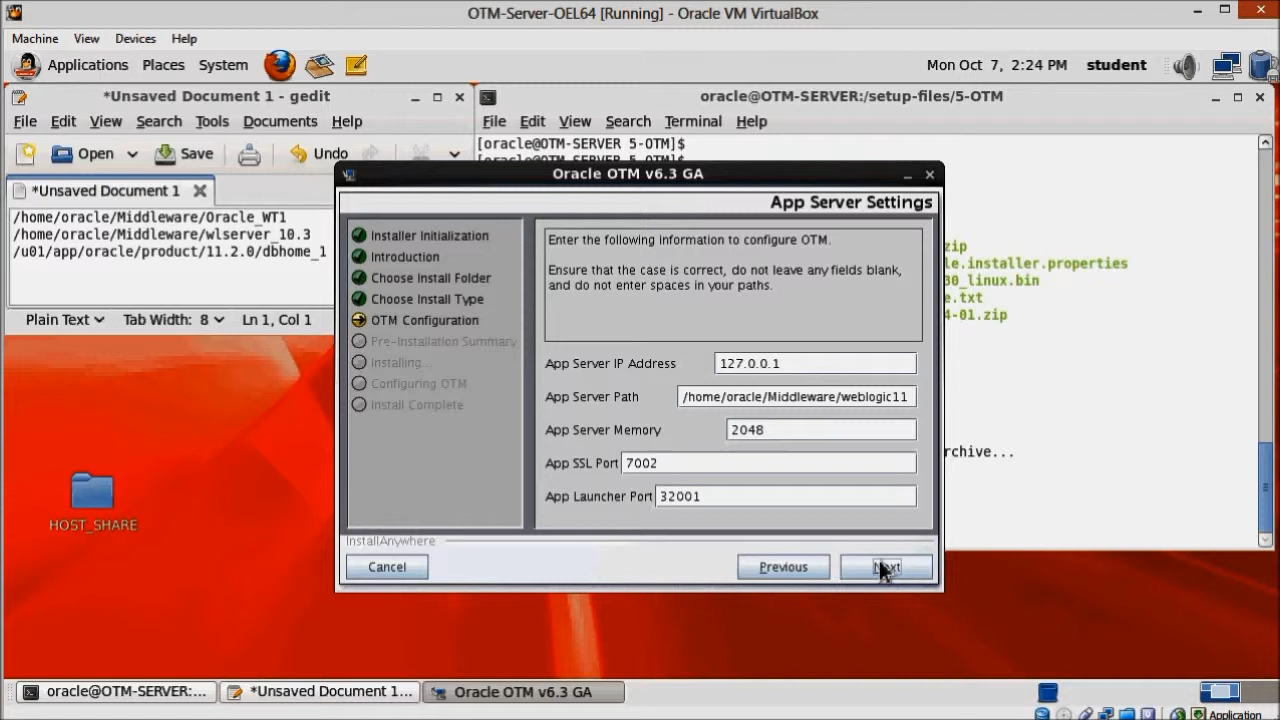 OTM-Server-OEL64 [Running] - Oracle VM VirtualBox
Machine View Devices Help
Applications Places System
Mon Oct 7, 2:24 PM student
*Unsaved Document 1 - gedit
File Edit View Search Tools Documents Help
Open Save Undo
*Unsaved Document 1
/home/oracle/Middleware/Oracle_WT1
/home/oracle/Middleware/wlserver_10.3
/u01/app/oracle/product/11.2.0/dbhome_1
Plain Text Tab Width: 8 Ln 1, Col 1
oracle@OTM-SERVER:/setup-files/5-OTM
File Edit View Search Terminal Help
[oracle@OTM-SERVER 5-OTM]$
[oracle@OTM-SERVER 5-OTM]$
zip
le.installer.properties
30_linux.bin
e.txt
4-01.zip
rchive...
Oracle OTM v6.3 GA
App Server Settings
Installer Initialization
Introduction
Choose Install Folder
Choose Install Type
OTM Configuration
Pre-Installation Summary
Installing...
Configuring OTM
Install Complete
Enter the following information to configure OTM.
Ensure that the case is correct, do not leave any fields blank,
and do not enter spaces in your paths.
App Server IP Address 127.0.0.1
App Server Path /home/oracle/Middleware/weblogic11
App Server Memory 2048
App SSL Port 7002
App Launcher Port 32001
InstallAnywhere
Cancel Previous Next
HOST_SHARE
oracle@OTM-SERVER:... *Unsaved Document 1... Oracle OTM v6.3 GA
Application